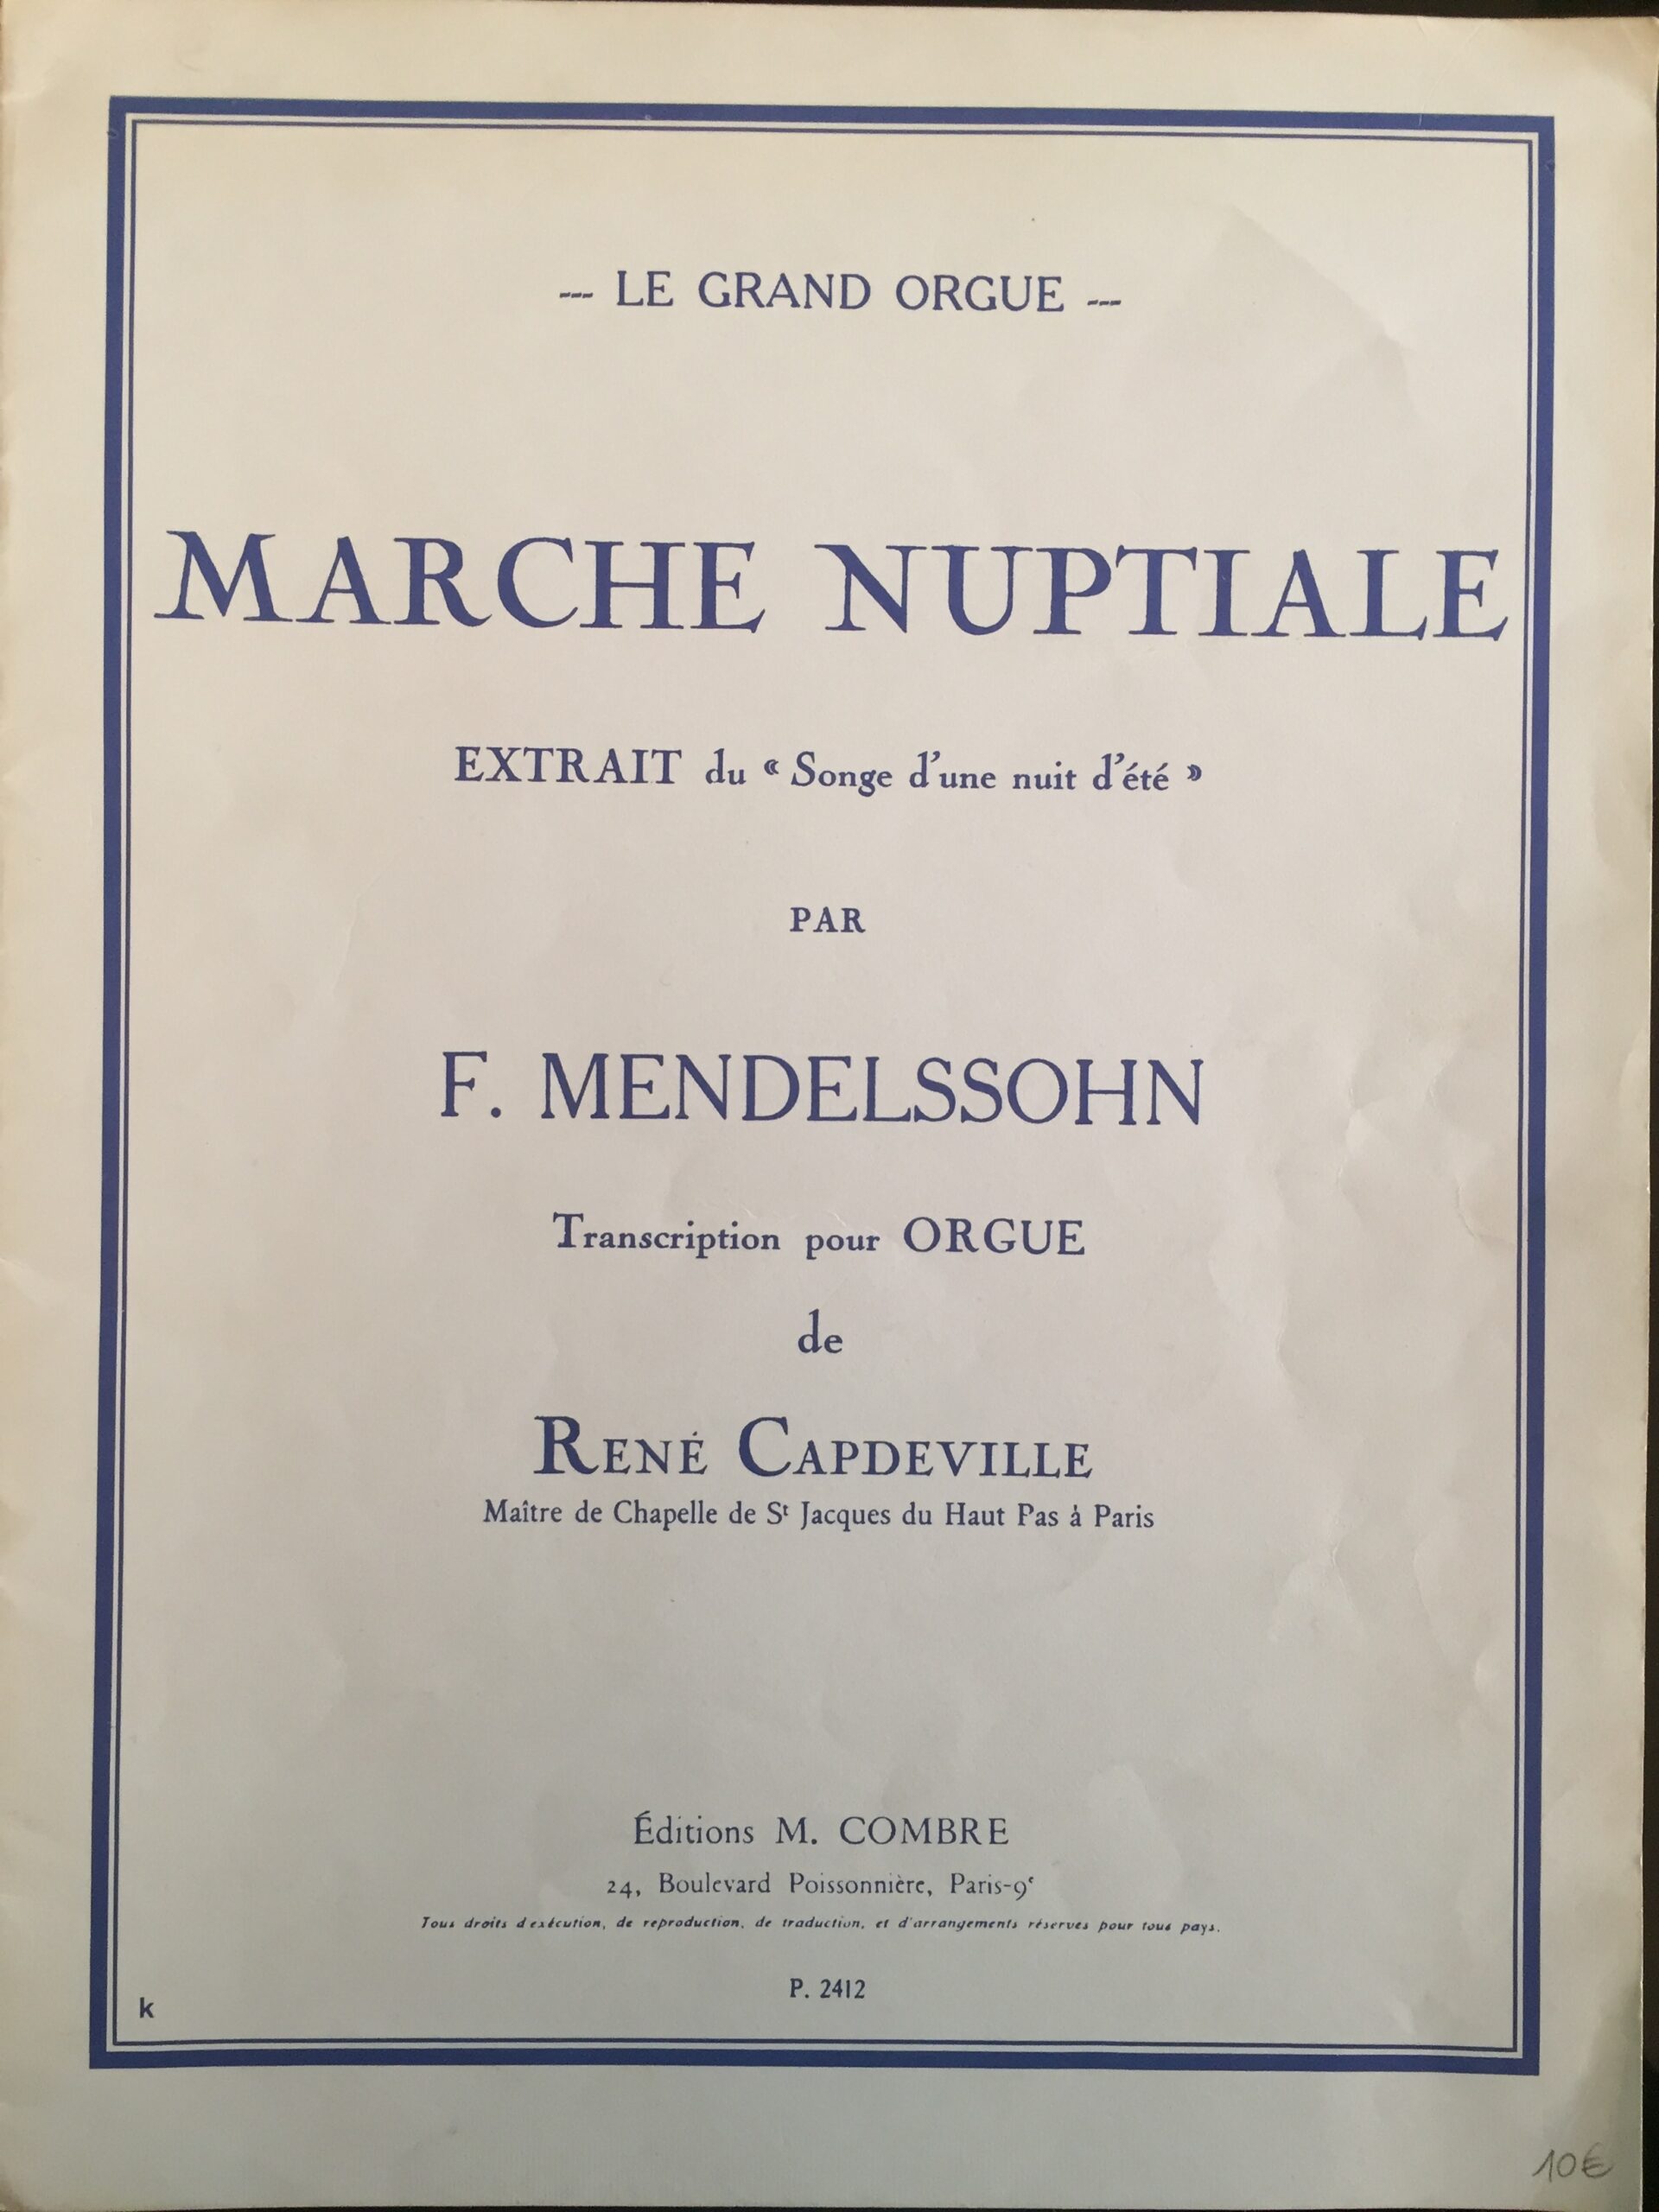 --- LE GRAND ORGUE ---
MARCHE NUPTIALE
EXTRAIT du « Songe d'une nuit d'été »
PAR
F. MENDELSSOHN
Transcription pour ORGUE
de
RENÉ CAPDEVILLE
Maître de Chapelle de St Jacques du Haut Pas à Paris
Éditions M. COMBRE
24, Boulevard Poissonnière, Paris-9e
Tous droits d'exécution, de reproduction, de traduction, et d'arrangements réservés pour tous pays.
P. 2412
k
10€